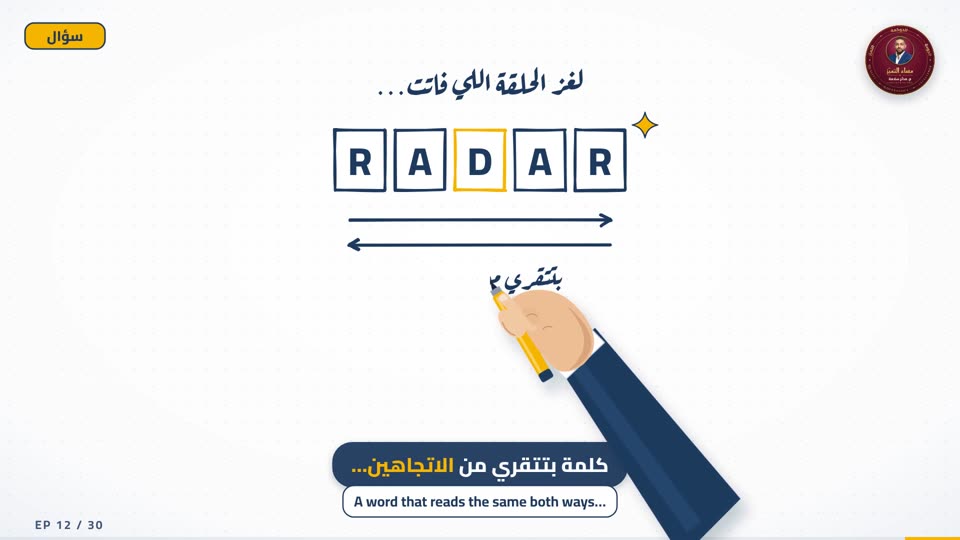 سؤال
لغز الحلقة اللي فاتت...
RADAR
بتتقري
كلمة بتتقري من الاتجاهين...
A word that reads the same both ways...
EP 12 / 30